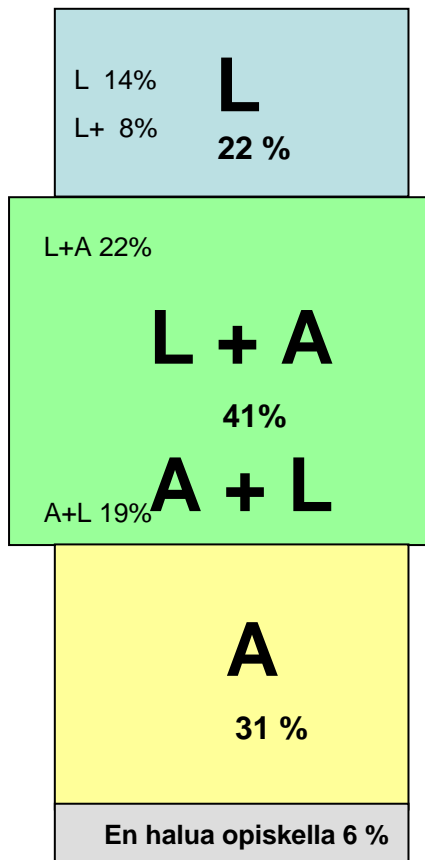 L 14%
L
L+ 8%
22 %
L+A 22%
L + A
41%
A + L
A+L 19%
A
31 %
En halua opiskella 6 %